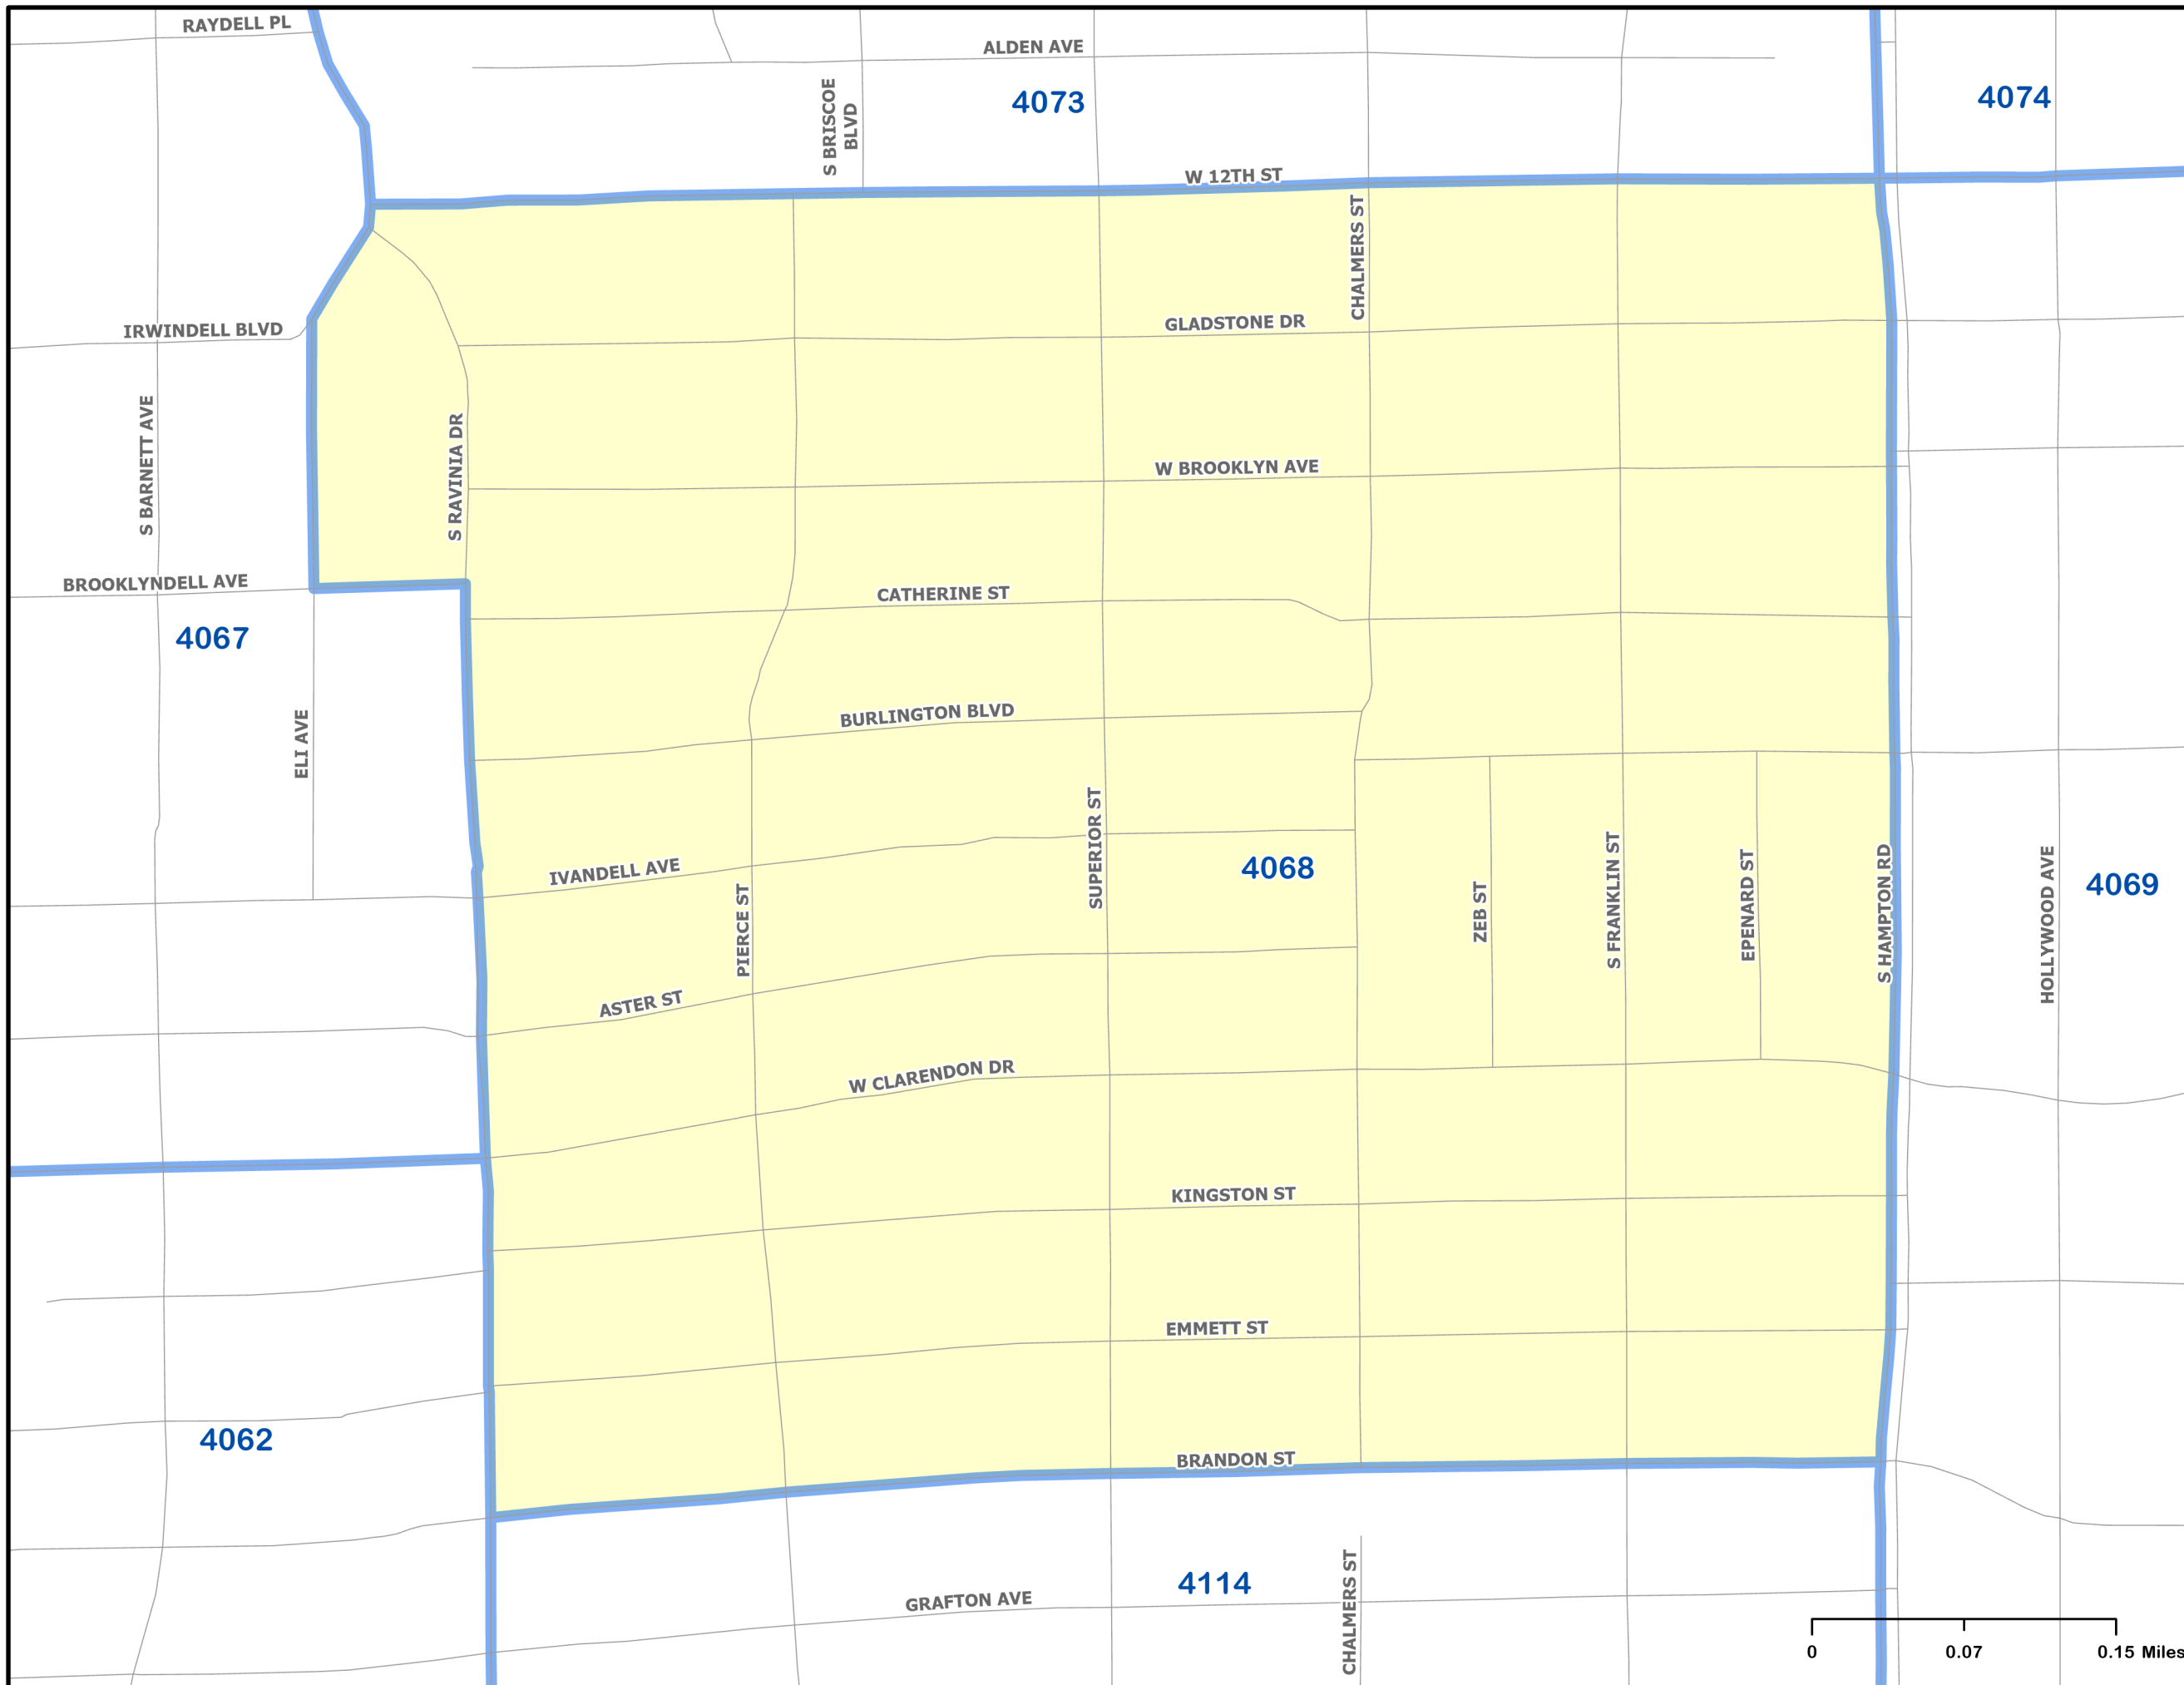 RAYDELL PL
ALDEN AVE
S BRISCOE
BLVD
4073
4074
W 12TH ST
CHALMERS ST
IRWINDELL BLVD
GLADSTONE DR
S BARNETT AVE
S RAVINIA DR
W BROOKLYN AVE
BROOKLYNDELL AVE
CATHERINE ST
4067
ELI AVE
BURLINGTON BLVD
SUPERIOR ST
IVANDELL AVE
4068
PIERCE ST
ZEB ST
S FRANKLIN ST
EPENARD ST
S HAMPTON RD
HOLLYWOOD AVE
4069
ASTER ST
W CLARENDON DR
KINGSTON ST
EMMETT ST
4062
BRANDON ST
4114
CHALMERS ST
GRAFTON AVE
0 0.07 0.15 Miles